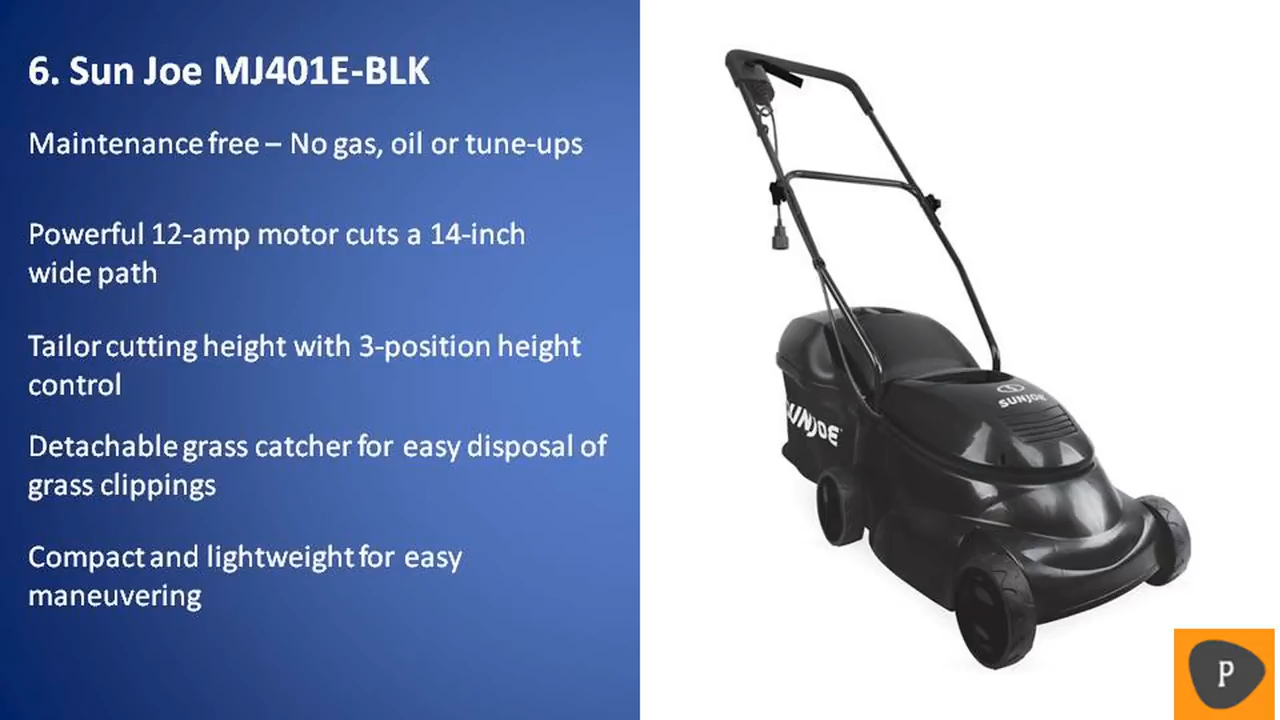 6. Sun Joe MJ401E-BLK
Maintenance free – No gas, oil or tune-ups
Powerful 12-amp motor cuts a 14-inch
wide path
Tailor cutting height with 3-position height
control
Detachable grass catcher for easy disposal of
grass clippings
Compact and lightweight for easy
maneuvering
SUNJOE
SUNJOE
P